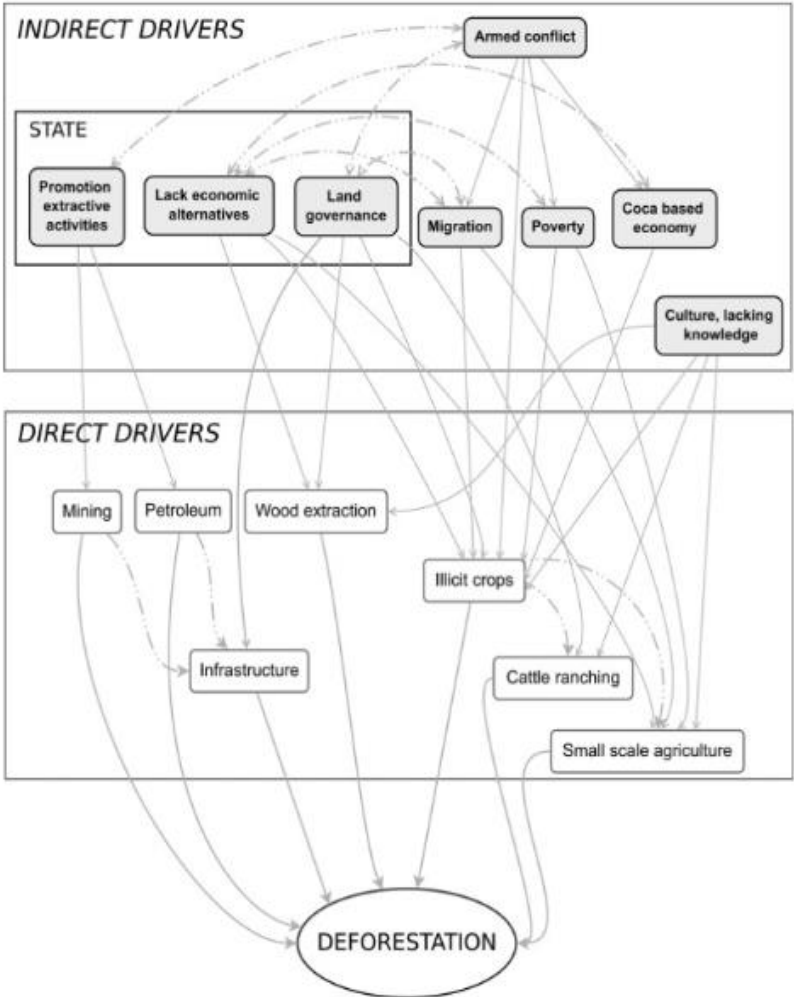 INDIRECT DRIVERS
Armed conflict
STATE
Promotion
extractive
activities
Lack economic
alternatives
Land
governance
Migration
Poverty
Coca based
economy
Culture, lacking
knowledge
DIRECT DRIVERS
Mining
Petroleum
Wood extraction
Illicit crops
Infrastructure
Cattle ranching
Small scale agriculture
DEFORESTATION